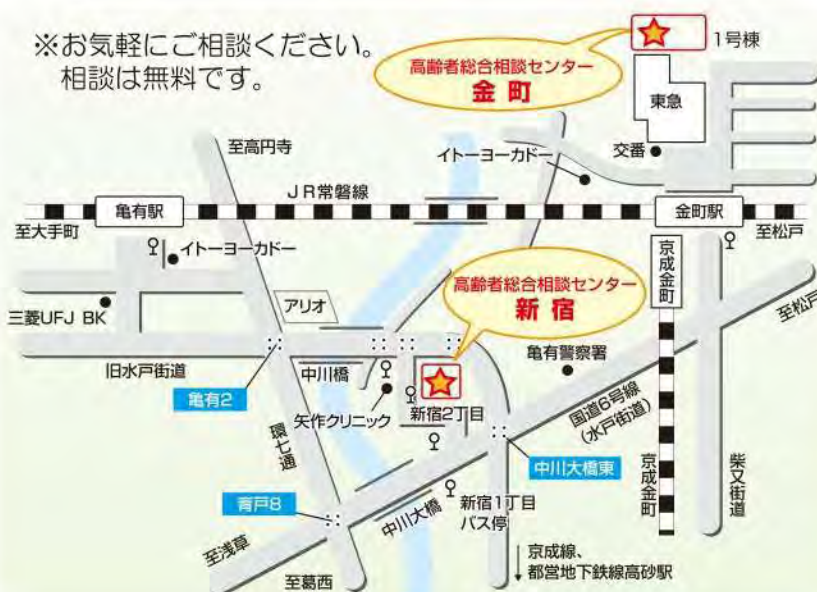 ※お気軽にご相談ください。
相談は無料です。
高齢者総合相談センター
金町
1号棟
東急
交番
イトーヨーカドー
至高円寺
JR常磐線
亀有駅
金町駅
至大手町
至松戸
イトーヨーカドー
京成金町
高齢者総合相談センター
新宿
アリオ
三菱UFJ BK
至松戸
旧水戸街道
中川橋
亀有警察署
亀有2
矢作クリニック
新宿2丁目
国道6号線
(水戸街道)
環七通
中川大橋東
京成金町
柴又街道
青戸8
中川大橋
新宿1丁目
バス停
至浅草
至葛西
京成線、
都営地下鉄線高砂駅